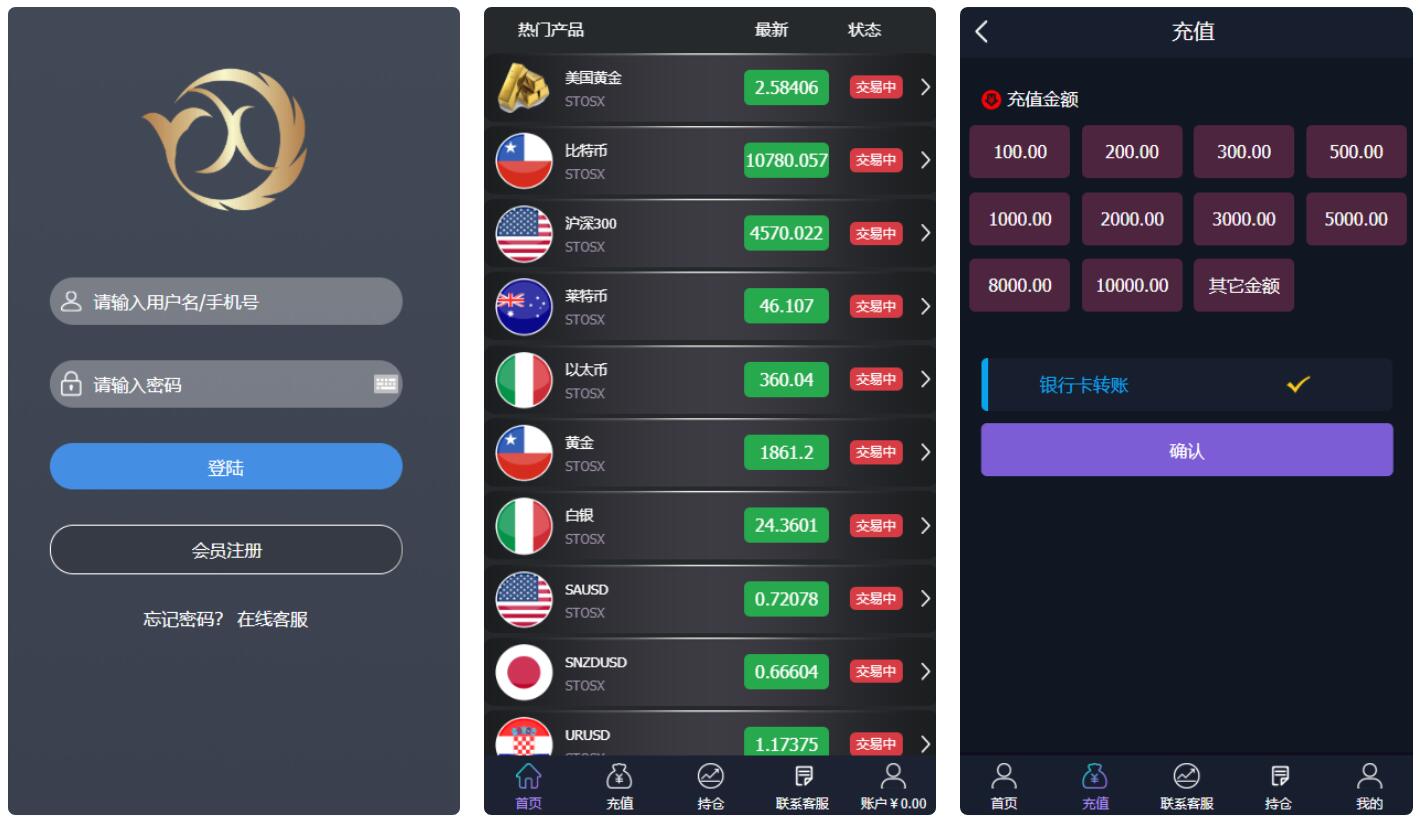 请输入用户名/手机号
请输入密码
登陆
会员注册
忘记密码? 在线客服
热门产品 最新 状态
美国黄金
STOSX
2.58406 交易中
比特币
STOSX
10780.057 交易中
沪深300
STOSX
4570.022 交易中
莱特币
STOSX
46.107 交易中
以太币
STOSX
360.04 交易中
黄金
STOSX
1861.2 交易中
白银
STOSX
24.3601 交易中
SAUSD
STOSX
0.72078 交易中
SNZDUSD
STOSX
0.66604 交易中
URUSD
1.17375 交易中
首页 充值 持仓 联系客服 账户¥0.00
充值
充值金额
100.00 200.00 300.00 500.00
1000.00 2000.00 3000.00 5000.00
8000.00 10000.00 其它金额
银行卡转账
确认
首页 充值 联系客服 持仓 我的